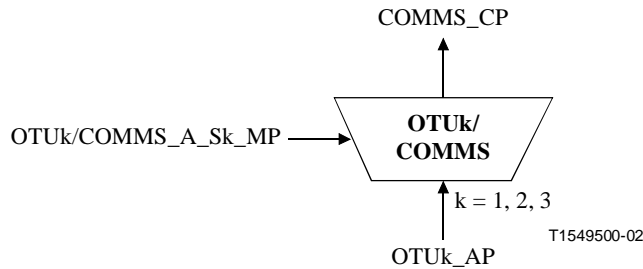 COMMS_CP
OTUk/COMMS_A_Sk_MP
OTUk/
COMMS
k = 1, 2, 3
T1549500-02
OTUk_AP